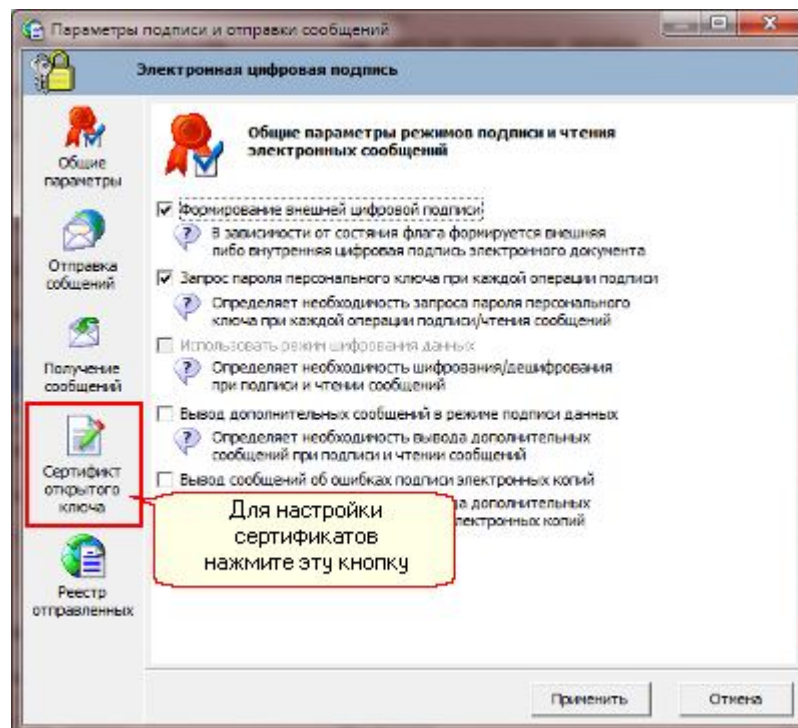 Параметры подписи и отправки сообщений
Электронная цифровая подпись
Общие
параметры
Отправка
собщений
Получение
сообщений
Сертификт
открытого
ключа
Реестр
отправленных
Общие параметры режимов подписи и чтения
электронных сообщений
Формирование внешней цифровой подписи
В зависимости от состяния флага формируется внешняя
либо внутренняя цифровая подпись электронного документа
Запрос пароля персонального ключа при каждой операции подписи
Определяет необходимость запроса пароля персонального
ключа при каждой операции подписи/чтения сообщений
Использовать режим шифрования данных
Определяет необходимость шифрования/дешифрования
при подписи и чтении сообщений
Вывод дополнительных сообщений в режиме подписи данных
Определяет необходимость вывода дополнительных
сообщений при подписи и чтении сообщений
Вывод сообщений об ошибках подписи электронных копий
дополнительных
электронных копий
Для настройки
сертификатов
нажмите эту кнопку
Применить
Отмена